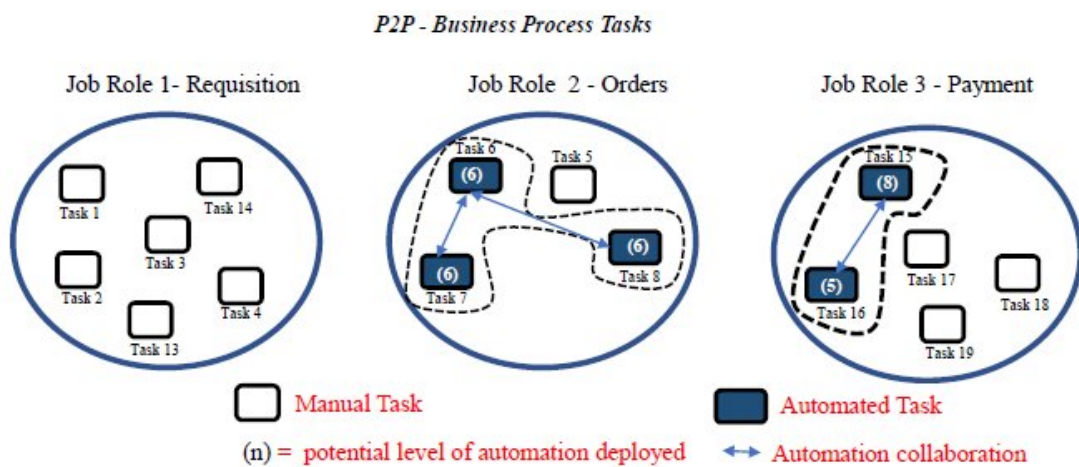 P2P - Business Process Tasks
Job Role 1- Requisition
Job Role 2 - Orders
Job Role 3 - Payment
Task 1
Task 14
Task 3
Task 2
Task 4
Task 13
Task 6
(6)
Task 5
(6)
Task 8
(6)
Task 7
Task 15
(8)
Task 17
Task 18
(5)
Task 16
Task 19
Manual Task
Automated Task
(n) = potential level of automation deployed
Automation collaboration